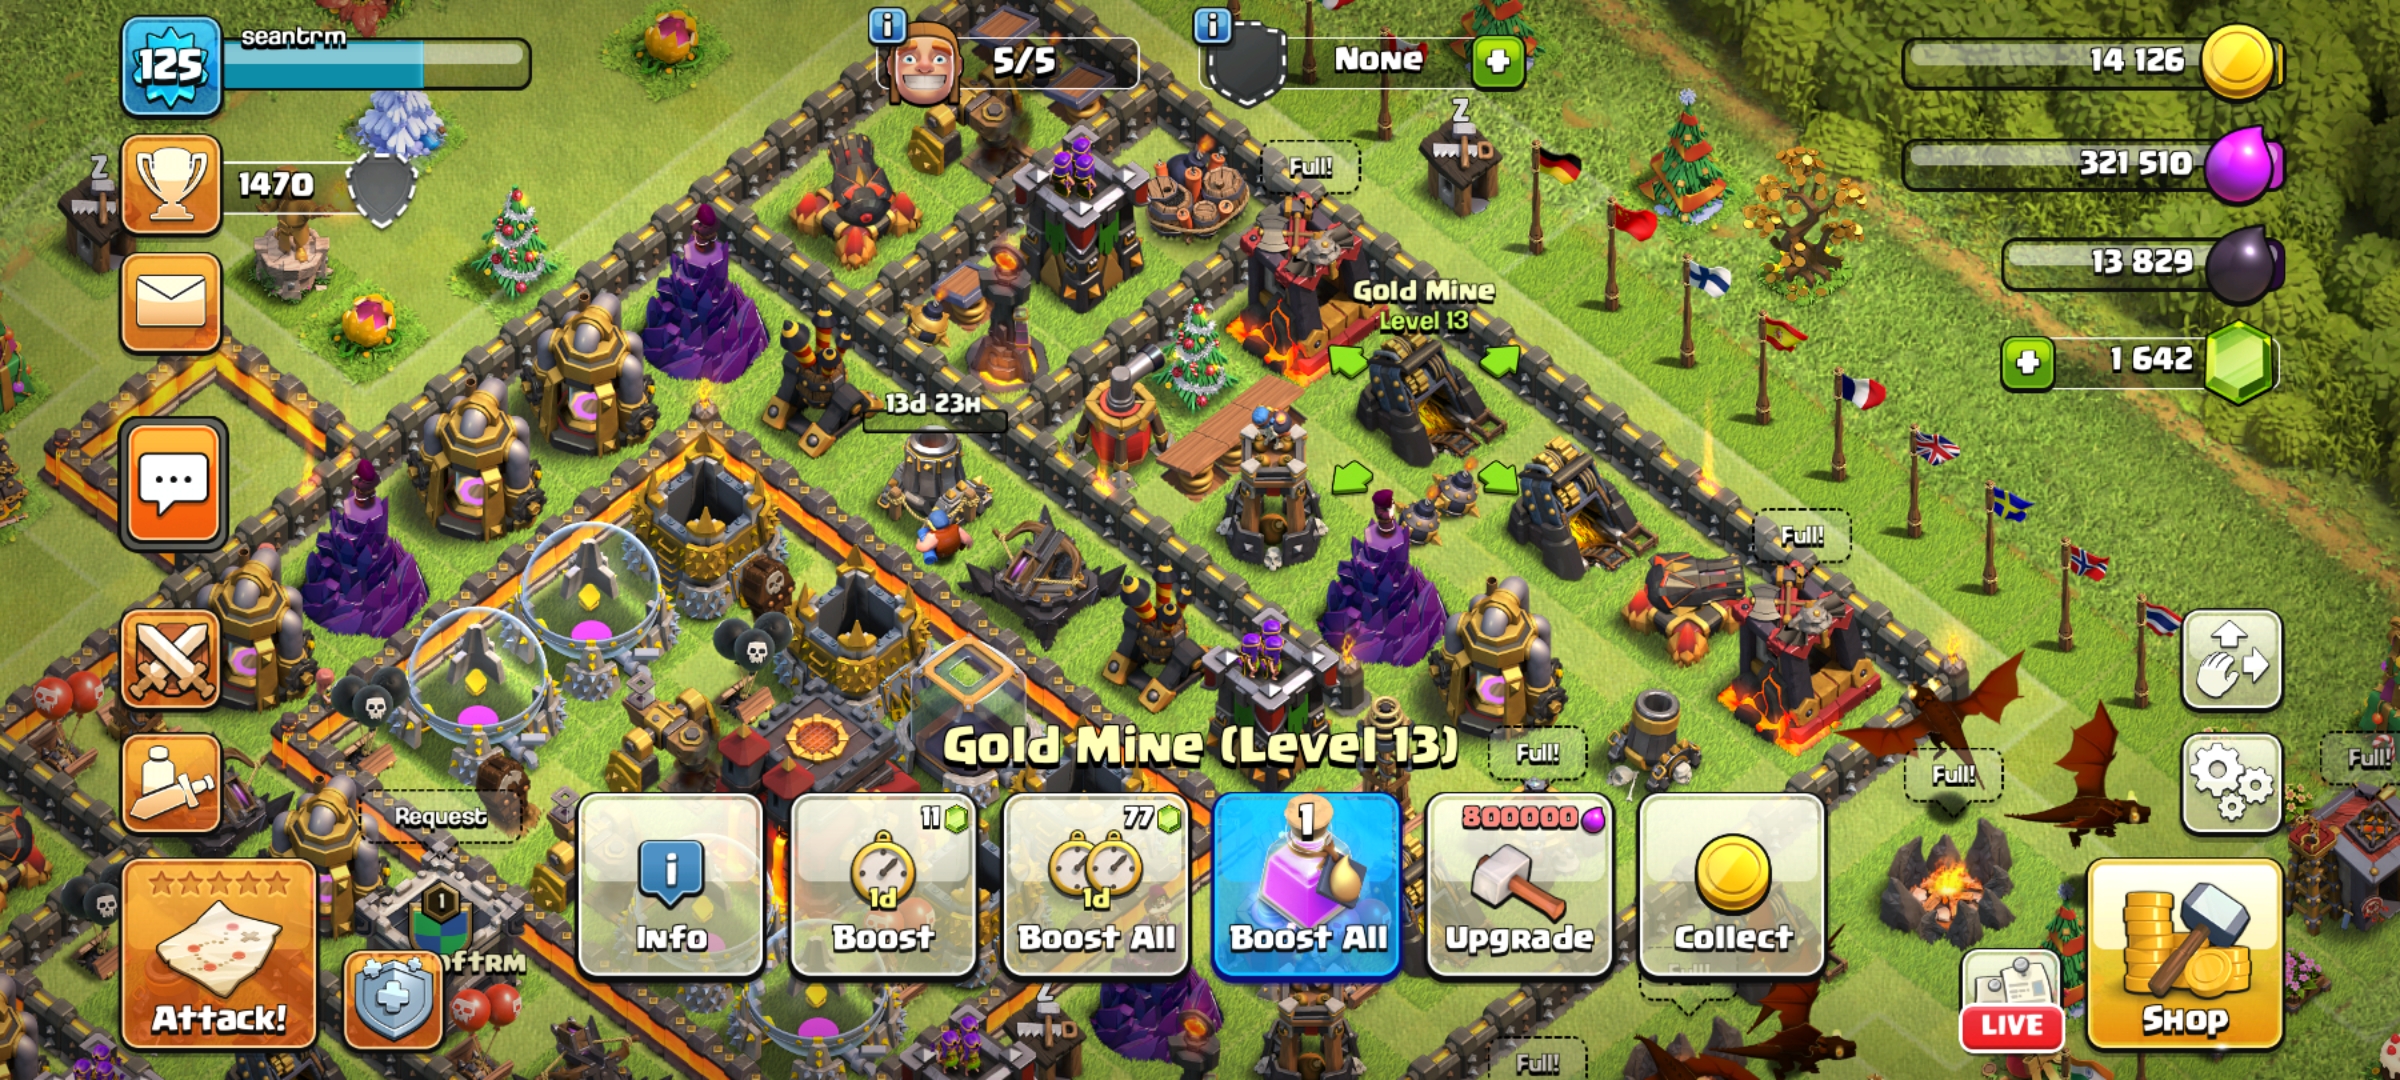 seantrm
125
5/5
None
14 126
1470
Full!
321 510
13 829
Gold Mine
Level 13
1 642
13d 23H
Full!
Gold Mine (Level 13)
Full!
Full!
Full!
Request
Info
11
1d
Boost
77
1d
Boost All
1
Boost All
800000
Upgrade
Collect
1
Attack!
LIVE
Shop
Full!
Z
Z
Z